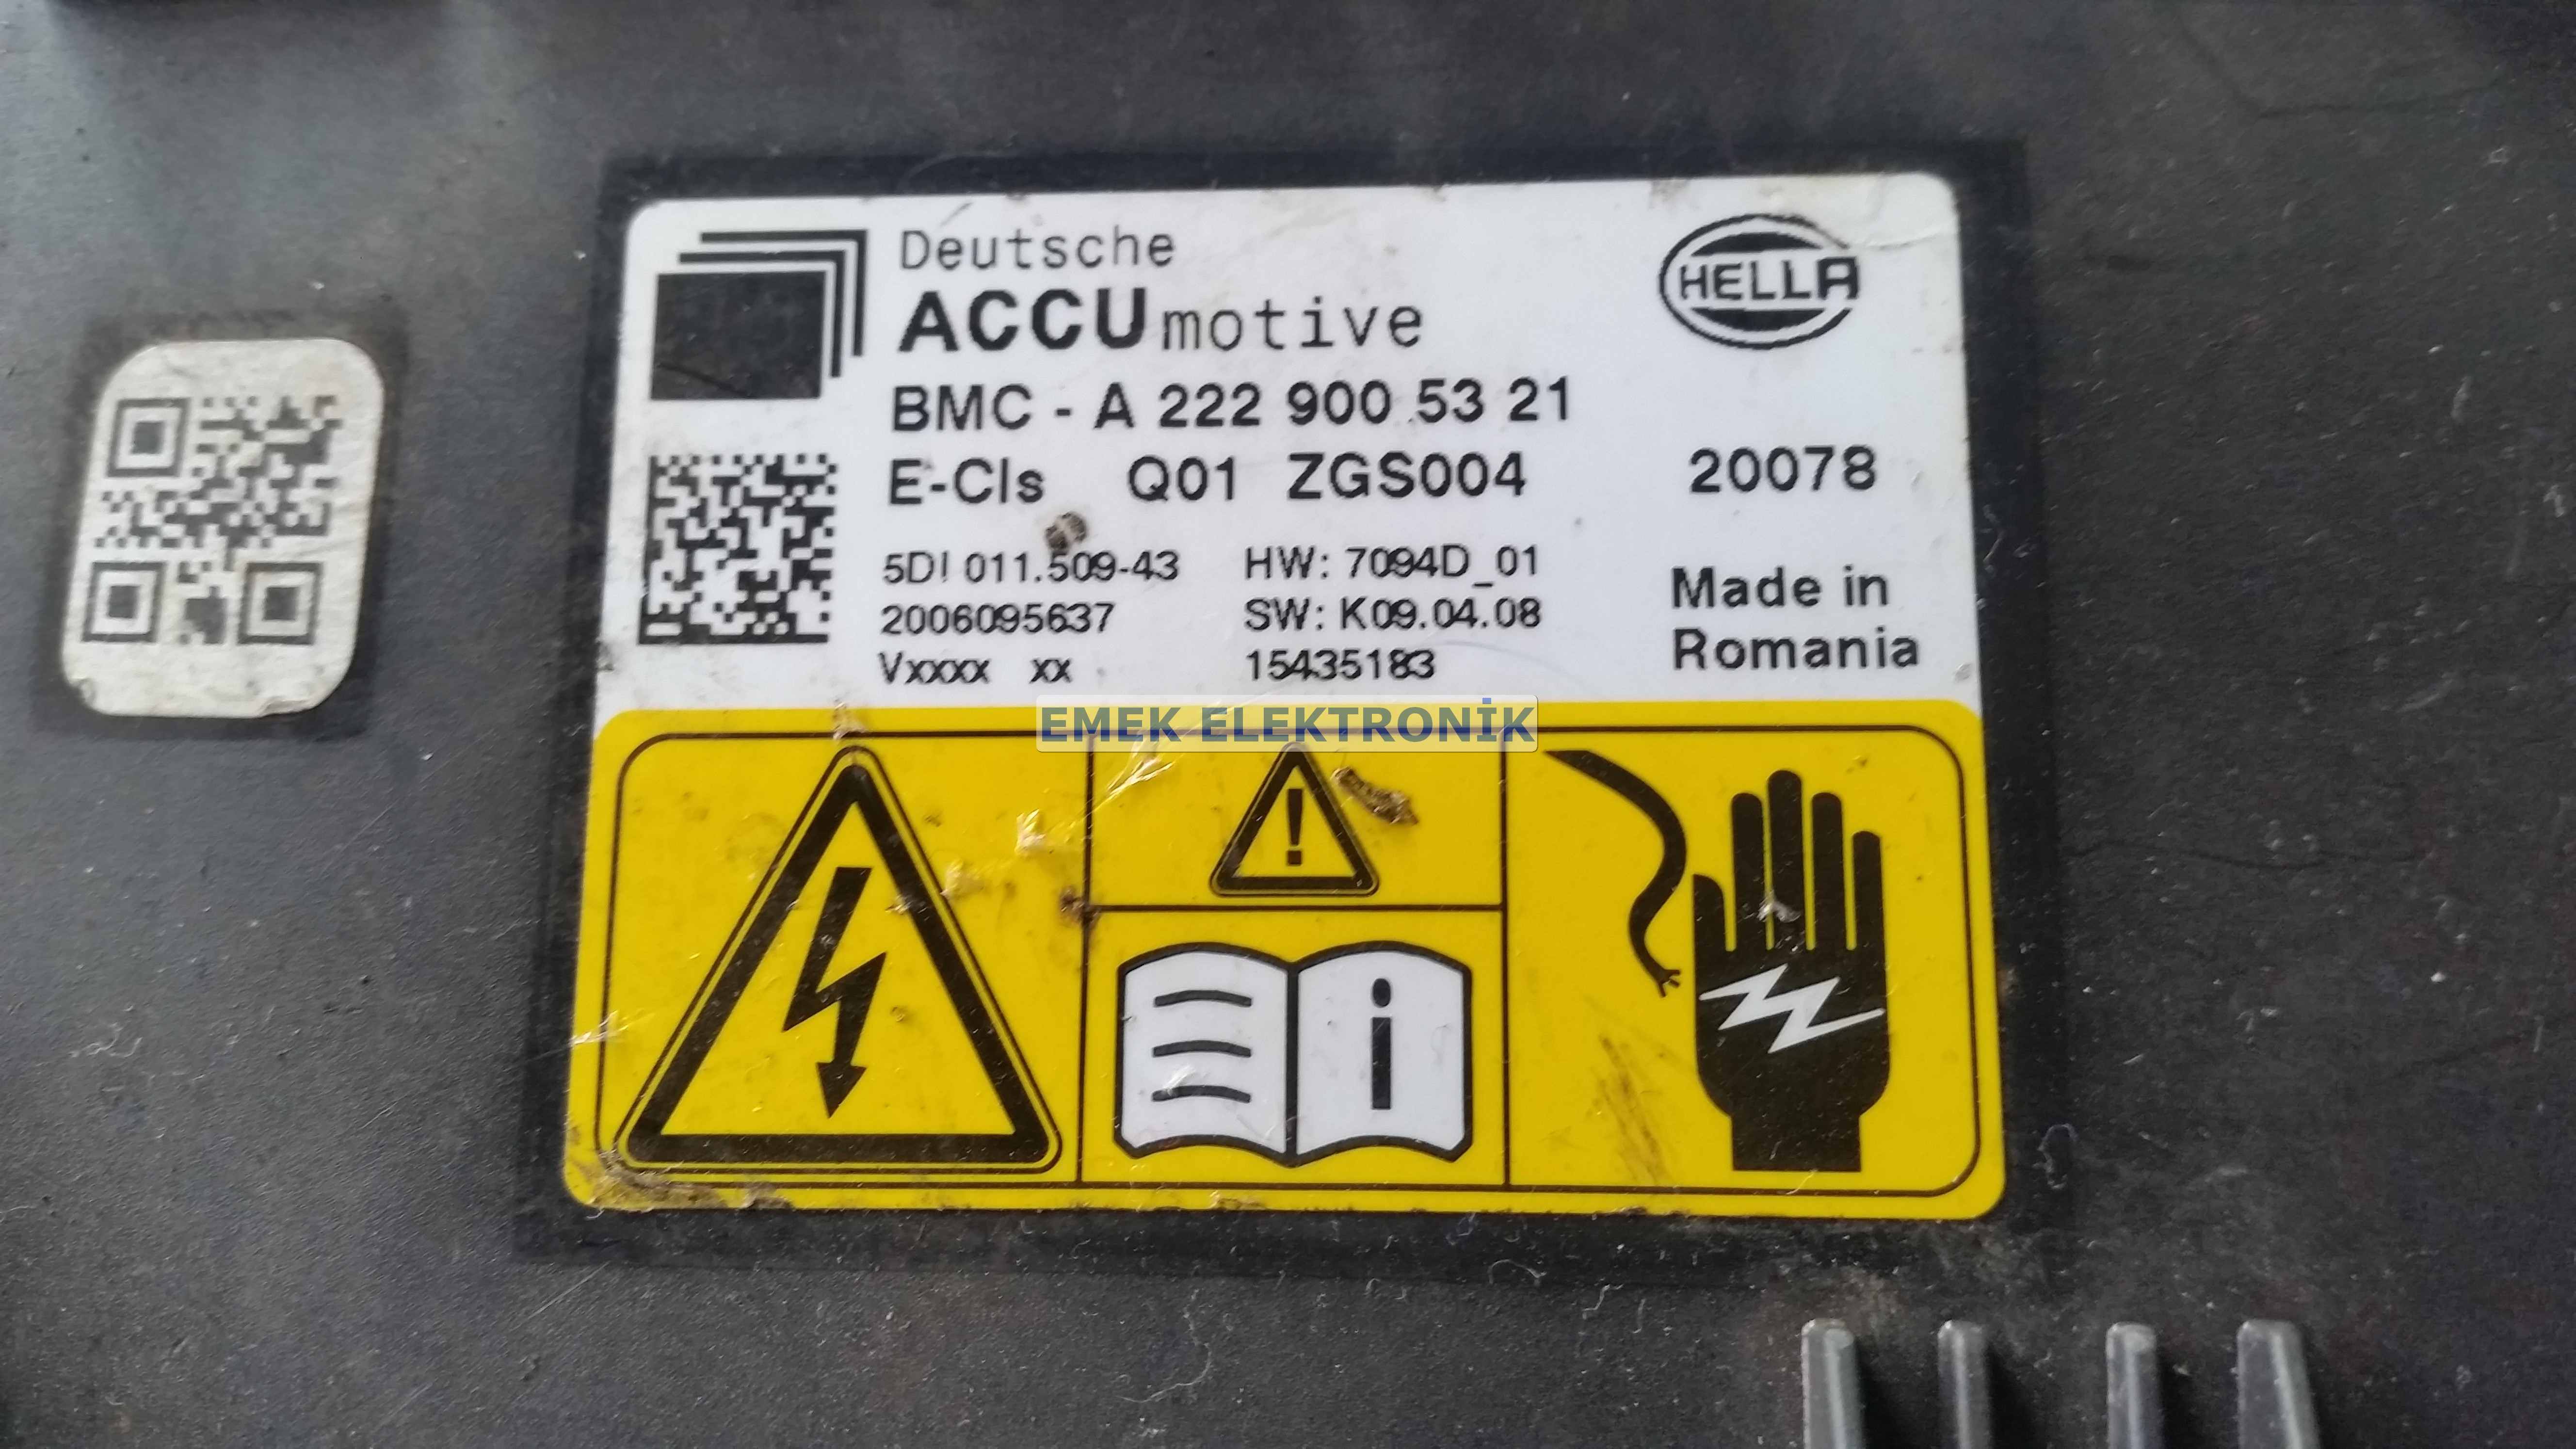 Deutsche
ACCUmotive
HELLA
BMC - A 222 900 53 21
E-Cls Q01 ZGS004 20078
5DI 011.509-43 HW: 7094D_01
2006095637 SW: K09.04.08
Vxxxx xx 15435183
Made in
Romania
EMEK ELEKTRONİK